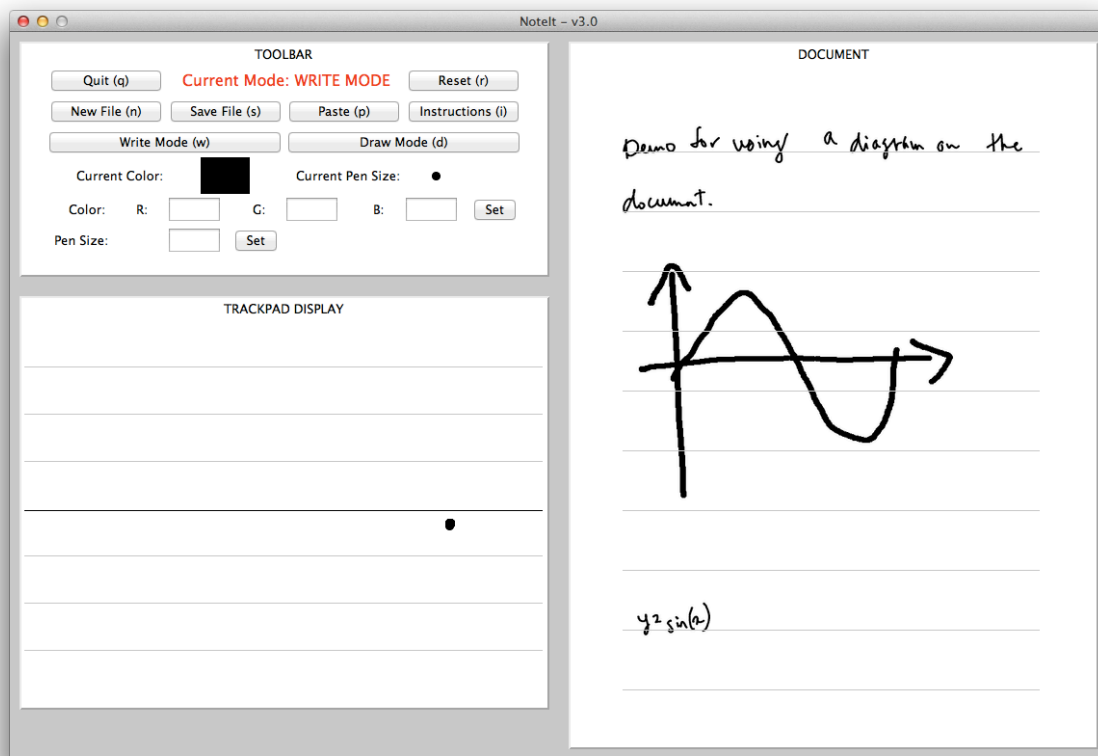 NoteIt – v3.0
TOOLBAR
Quit (q) Current Mode: WRITE MODE Reset (r)
New File (n) Save File (s) Paste (p) Instructions (i)
Write Mode (w) Draw Mode (d)
Current Color: Current Pen Size:
Color: R: G: B: Set
Pen Size: Set
TRACKPAD DISPLAY
DOCUMENT
Demo for using a diagram on the
document.
y= sin(x)